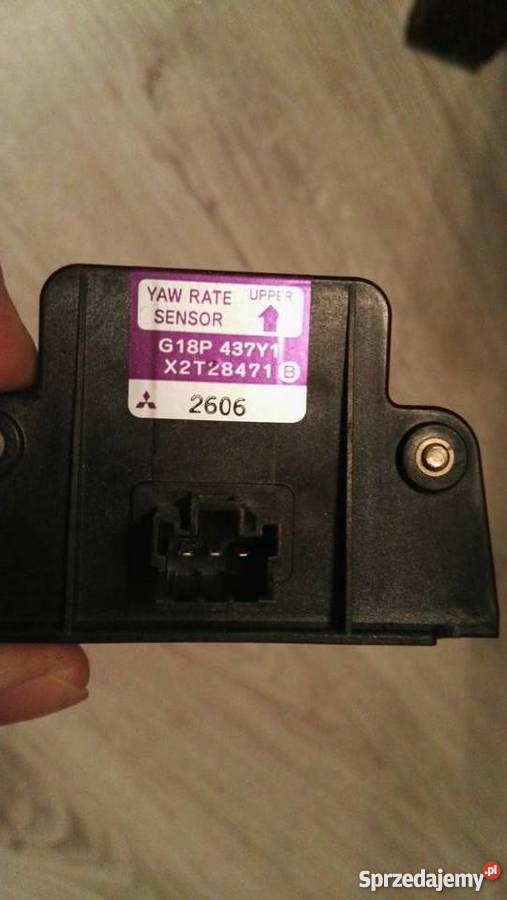 YAW RATE UPPER
SENSOR
G18P 437Y1
X2T28471 B
2606
Sprzedajemy.pl